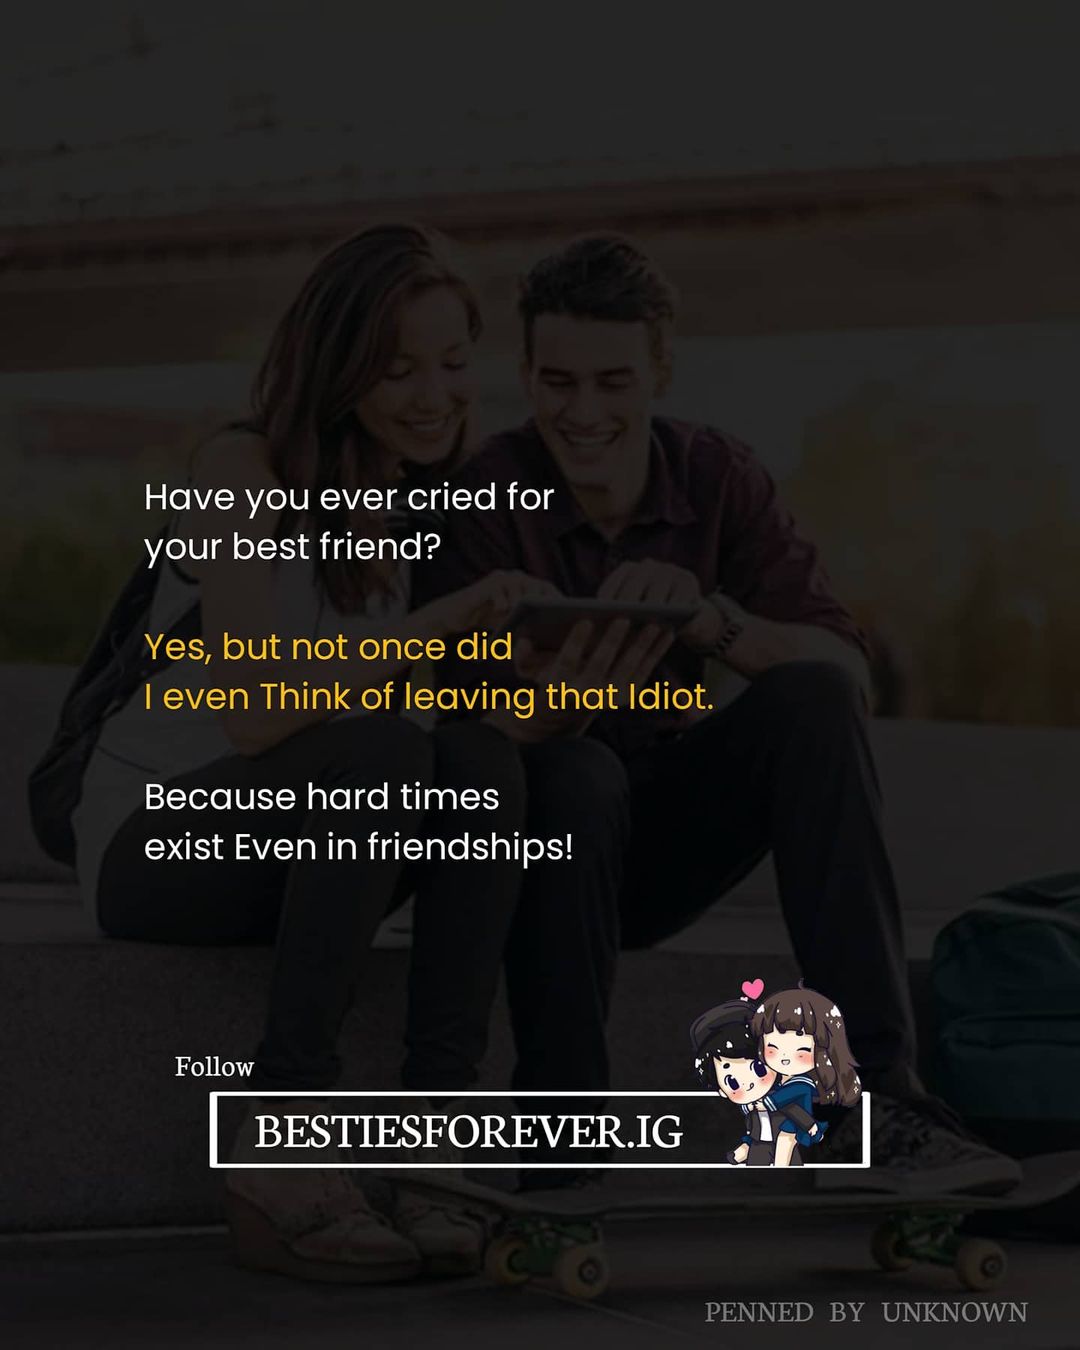 Have you ever cried for
your best friend?
Yes, but not once did
I even Think of leaving that Idiot.
Because hard times
exist Even in friendships!
Follow
BESTIESFOREVER.IG
PENNED BY UNKNOWN